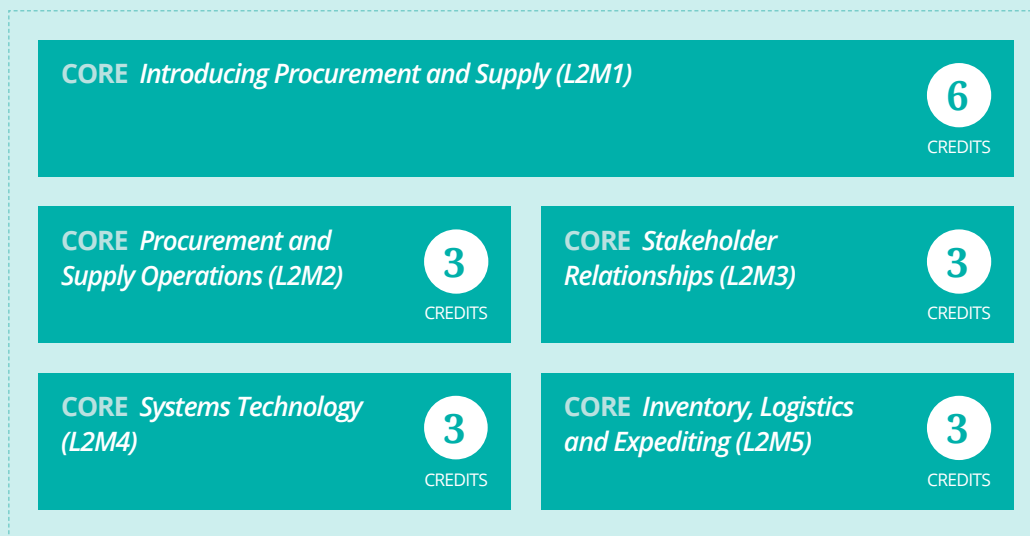 CORE Introducing Procurement and Supply (L2M1)
6
CREDITS
CORE Procurement and
Supply Operations (L2M2)
3
CREDITS
CORE Stakeholder
Relationships (L2M3)
3
CREDITS
CORE Systems Technology
(L2M4)
3
CREDITS
CORE Inventory, Logistics
and Expediting (L2M5)
3
CREDITS